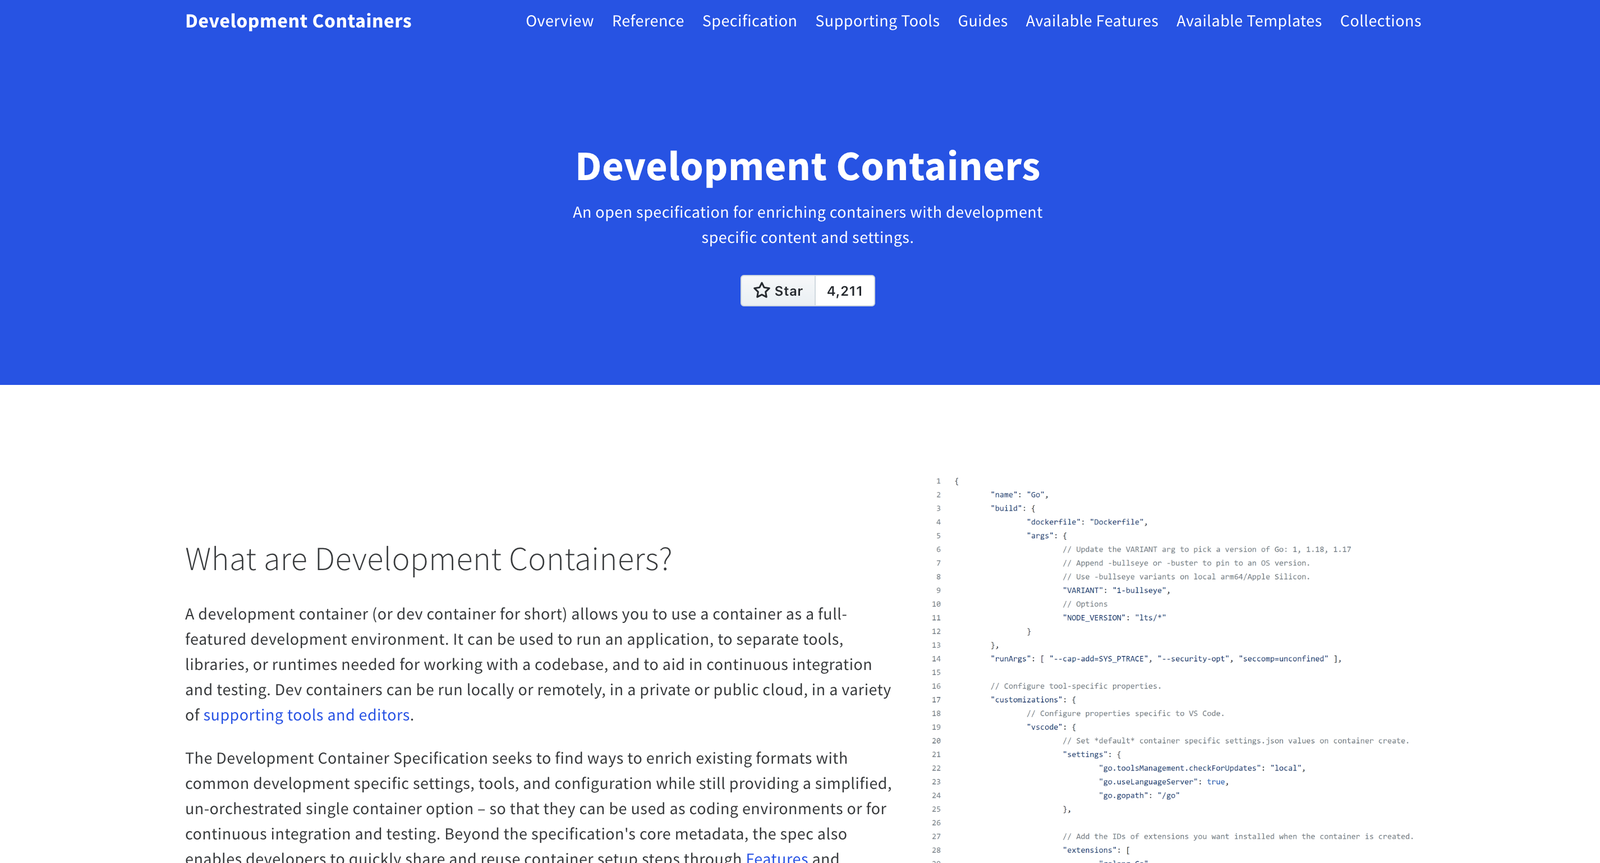 Development Containers
Overview Reference Specification Supporting Tools Guides Available Features Available Templates Collections
Development Containers
An open specification for enriching containers with development
specific content and settings.
Star 4,211
What are Development Containers?
A development container (or dev container for short) allows you to use a container as a full-
featured development environment. It can be used to run an application, to separate tools,
libraries, or runtimes needed for working with a codebase, and to aid in continuous integration
and testing. Dev containers can be run locally or remotely, in a private or public cloud, in a variety
of supporting tools and editors.
The Development Container Specification seeks to find ways to enrich existing formats with
common development specific settings, tools, and configuration while still providing a simplified,
un-orchestrated single container option – so that they can be used as coding environments or for
continuous integration and testing. Beyond the specification's core metadata, the spec also
enables developers to quickly share and reuse container setup steps through Features and
1 {
2 "name": "Go",
3 "build": {
4 "dockerfile": "Dockerfile",
5 "args": {
6 // Update the VARIANT arg to pick a version of Go: 1, 1.18, 1.17
7 // Append -bullseye or -buster to pin to an OS version.
8 // Use -bullseye variants on local arm64/Apple Silicon.
9 "VARIANT": "1-bullseye",
10 // Options
11 "NODE_VERSION": "lts/*"
12 }
13 },
14 "runArgs": [ "--cap-add=SYS_PTRACE", "--security-opt", "seccomp=unconfined" ],
15
16 // Configure tool-specific properties.
17 "customizations": {
18 // Configure properties specific to VS Code.
19 "vscode": {
20 // Set *default* container specific settings.json values on container create.
21 "settings": {
22 "go.toolsManagement.checkForUpdates": "local",
23 "go.useLanguageServer": true,
24 "go.gopath": "/go"
25 },
26
27 // Add the IDs of extensions you want installed when the container is created.
28 "extensions": [